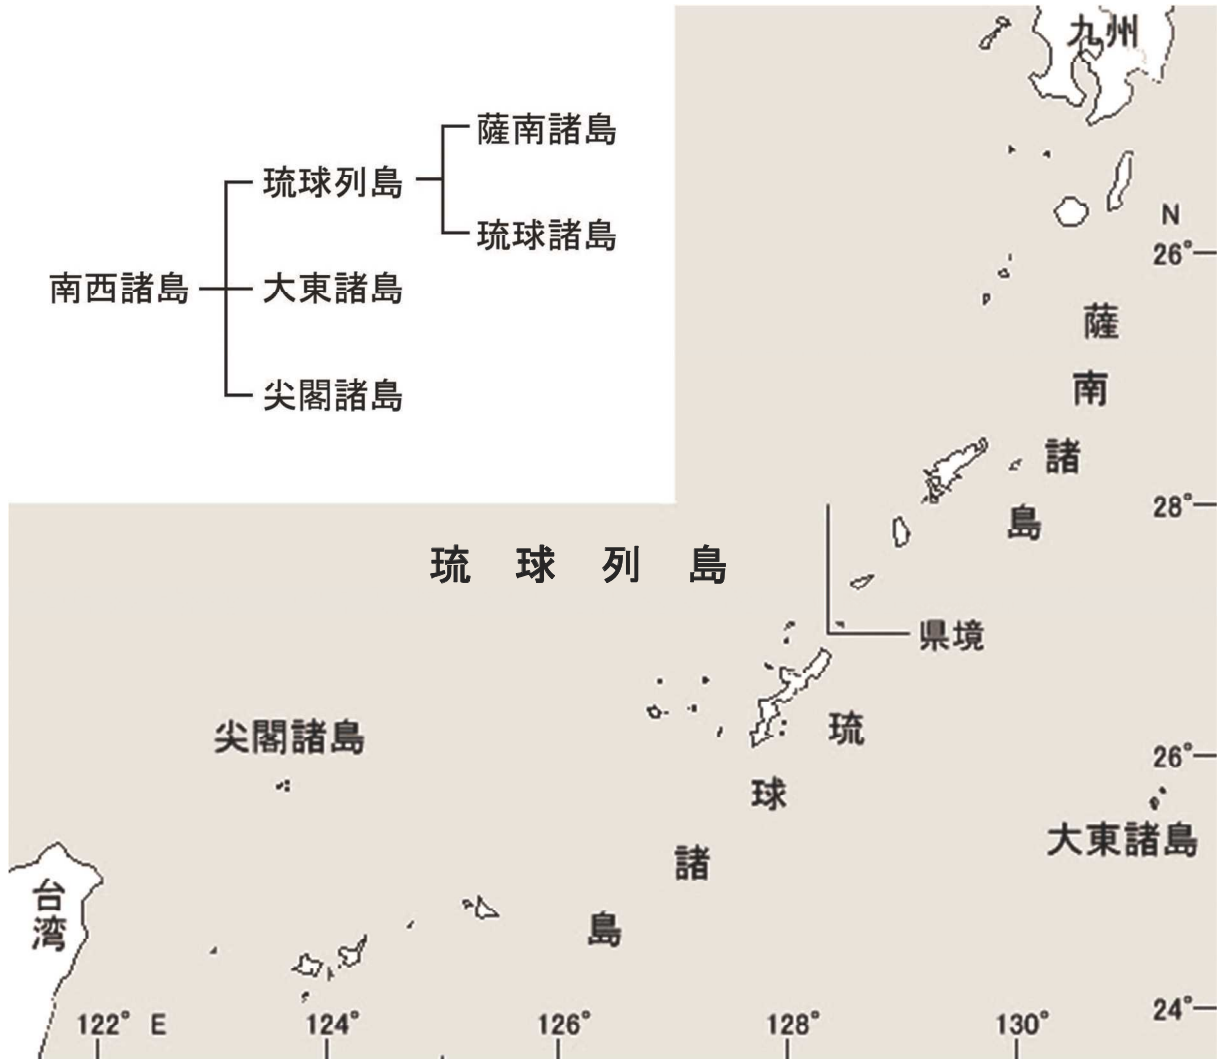 九州
薩南諸島
琉球列島
琉球諸島
南西諸島
大東諸島
尖閣諸島
N
26°
薩南諸島
28°
琉球列島
県境
尖閣諸島
琉球諸島
26°
大東諸島
台湾
24°
122° E
124°
126°
128°
130°